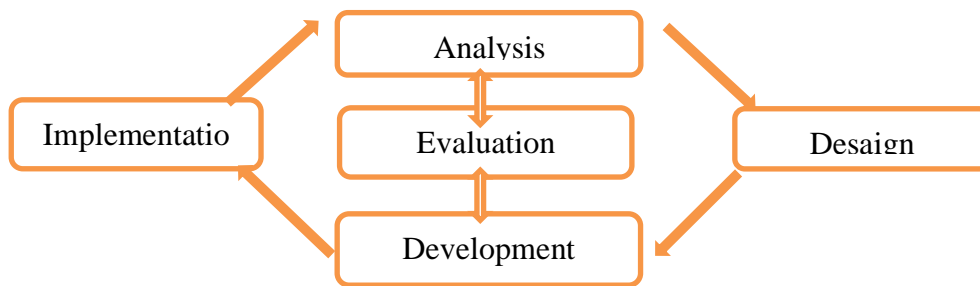 Analysis
Implementatio
Evaluation
Desaign
Development